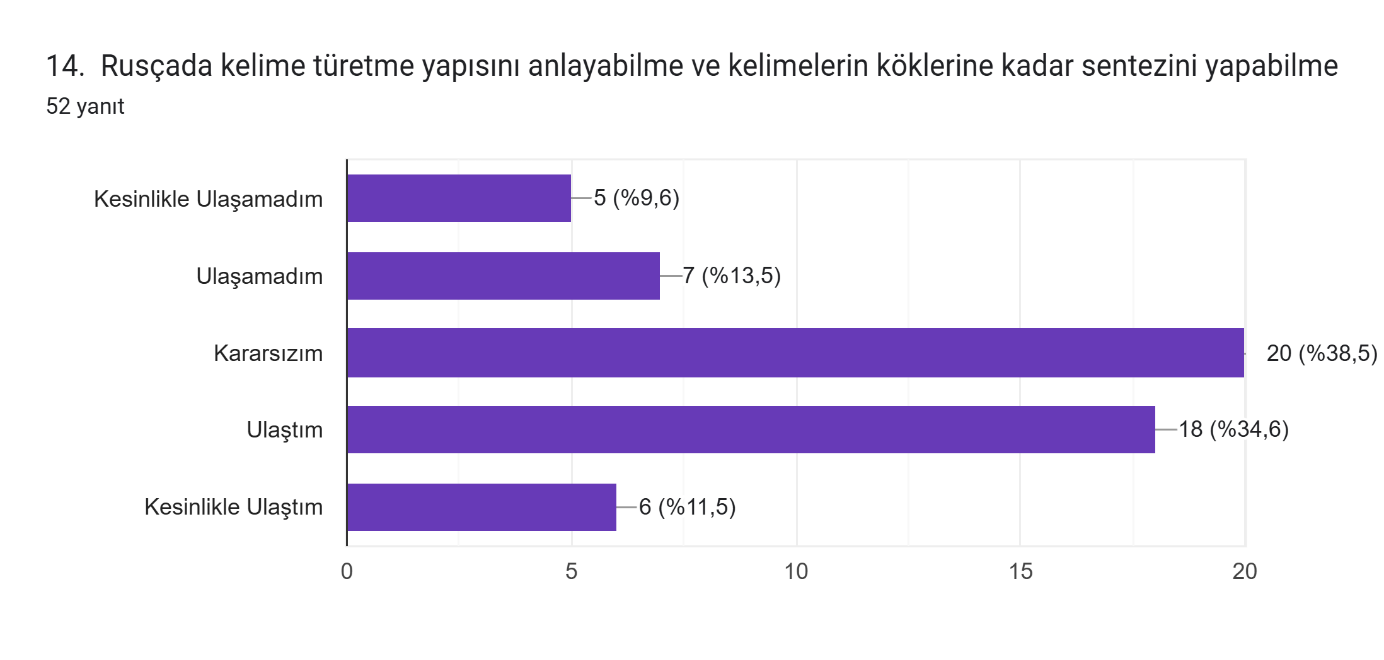 14.  Rusçada kelime türetme yapısını anlayabilme ve kelimelerin köklerine kadar sentezini yapabilme
52 yanıt
Kesinlikle Ulaşamadım 5 (%9,6)
Ulaşamadım 7 (%13,5)
Kararsızım 20 (%38,5)
Ulaştım 18 (%34,6)
Kesinlikle Ulaştım 6 (%11,5)
0 5 10 15 20